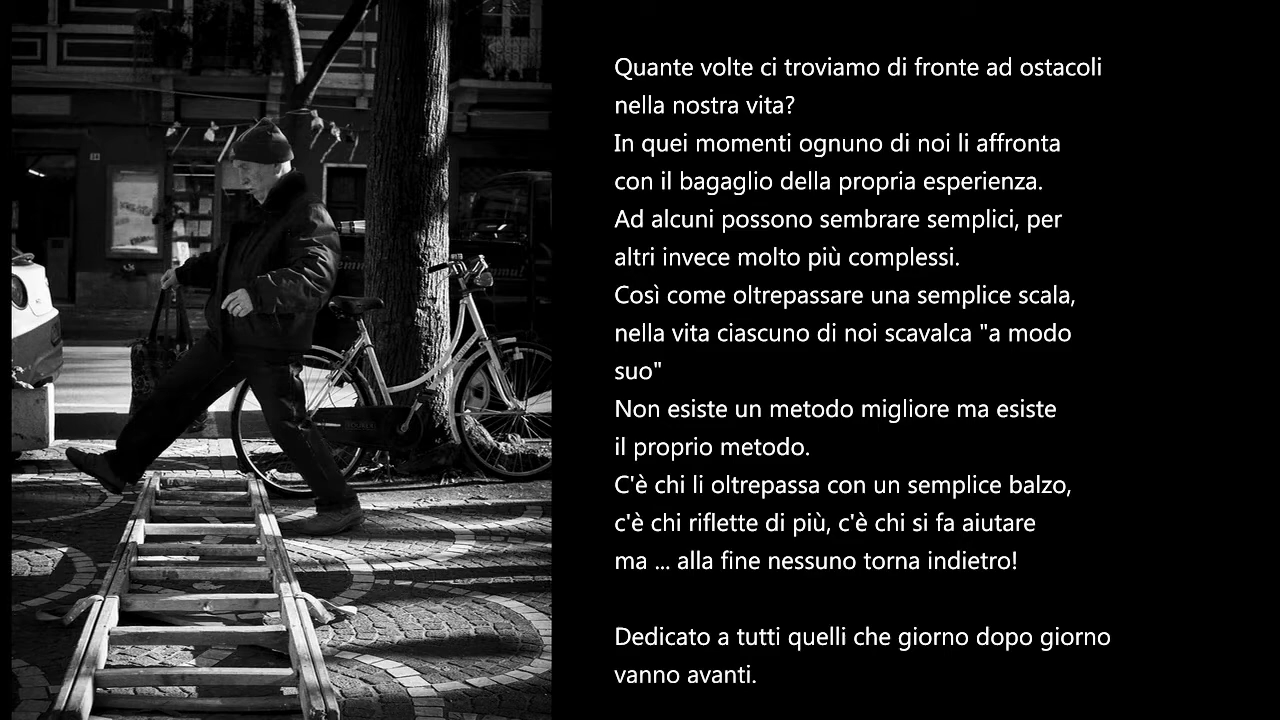 Quante volte ci troviamo di fronte ad ostacoli
nella nostra vita?
In quei momenti ognuno di noi li affronta
con il bagaglio della propria esperienza.
Ad alcuni possono sembrare semplici, per
altri invece molto più complessi.
Così come oltrepassare una semplice scala,
nella vita ciascuno di noi scavalca "a modo
suo"
Non esiste un metodo migliore ma esiste
il proprio metodo.
C'è chi li oltrepassa con un semplice balzo,
c'è chi riflette di più, c'è chi si fa aiutare
ma ... alla fine nessuno torna indietro!
Dedicato a tutti quelli che giorno dopo giorno
vanno avanti.